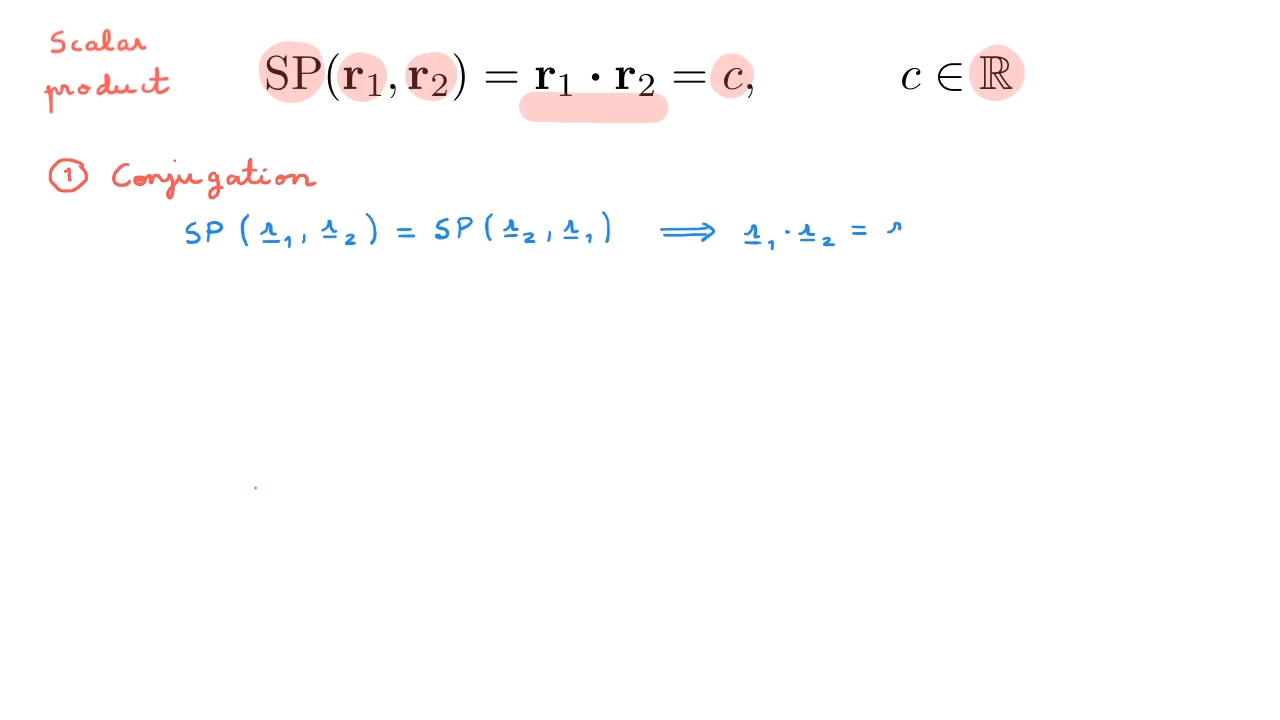 Scalar product
SP(r₁, r₂) = r₁ · r₂ = c, c ∈ ℝ
① Conjugation
SP (r₁, r₂) = SP (r₂, r₁) ⟹ r₁ · r₂ = r